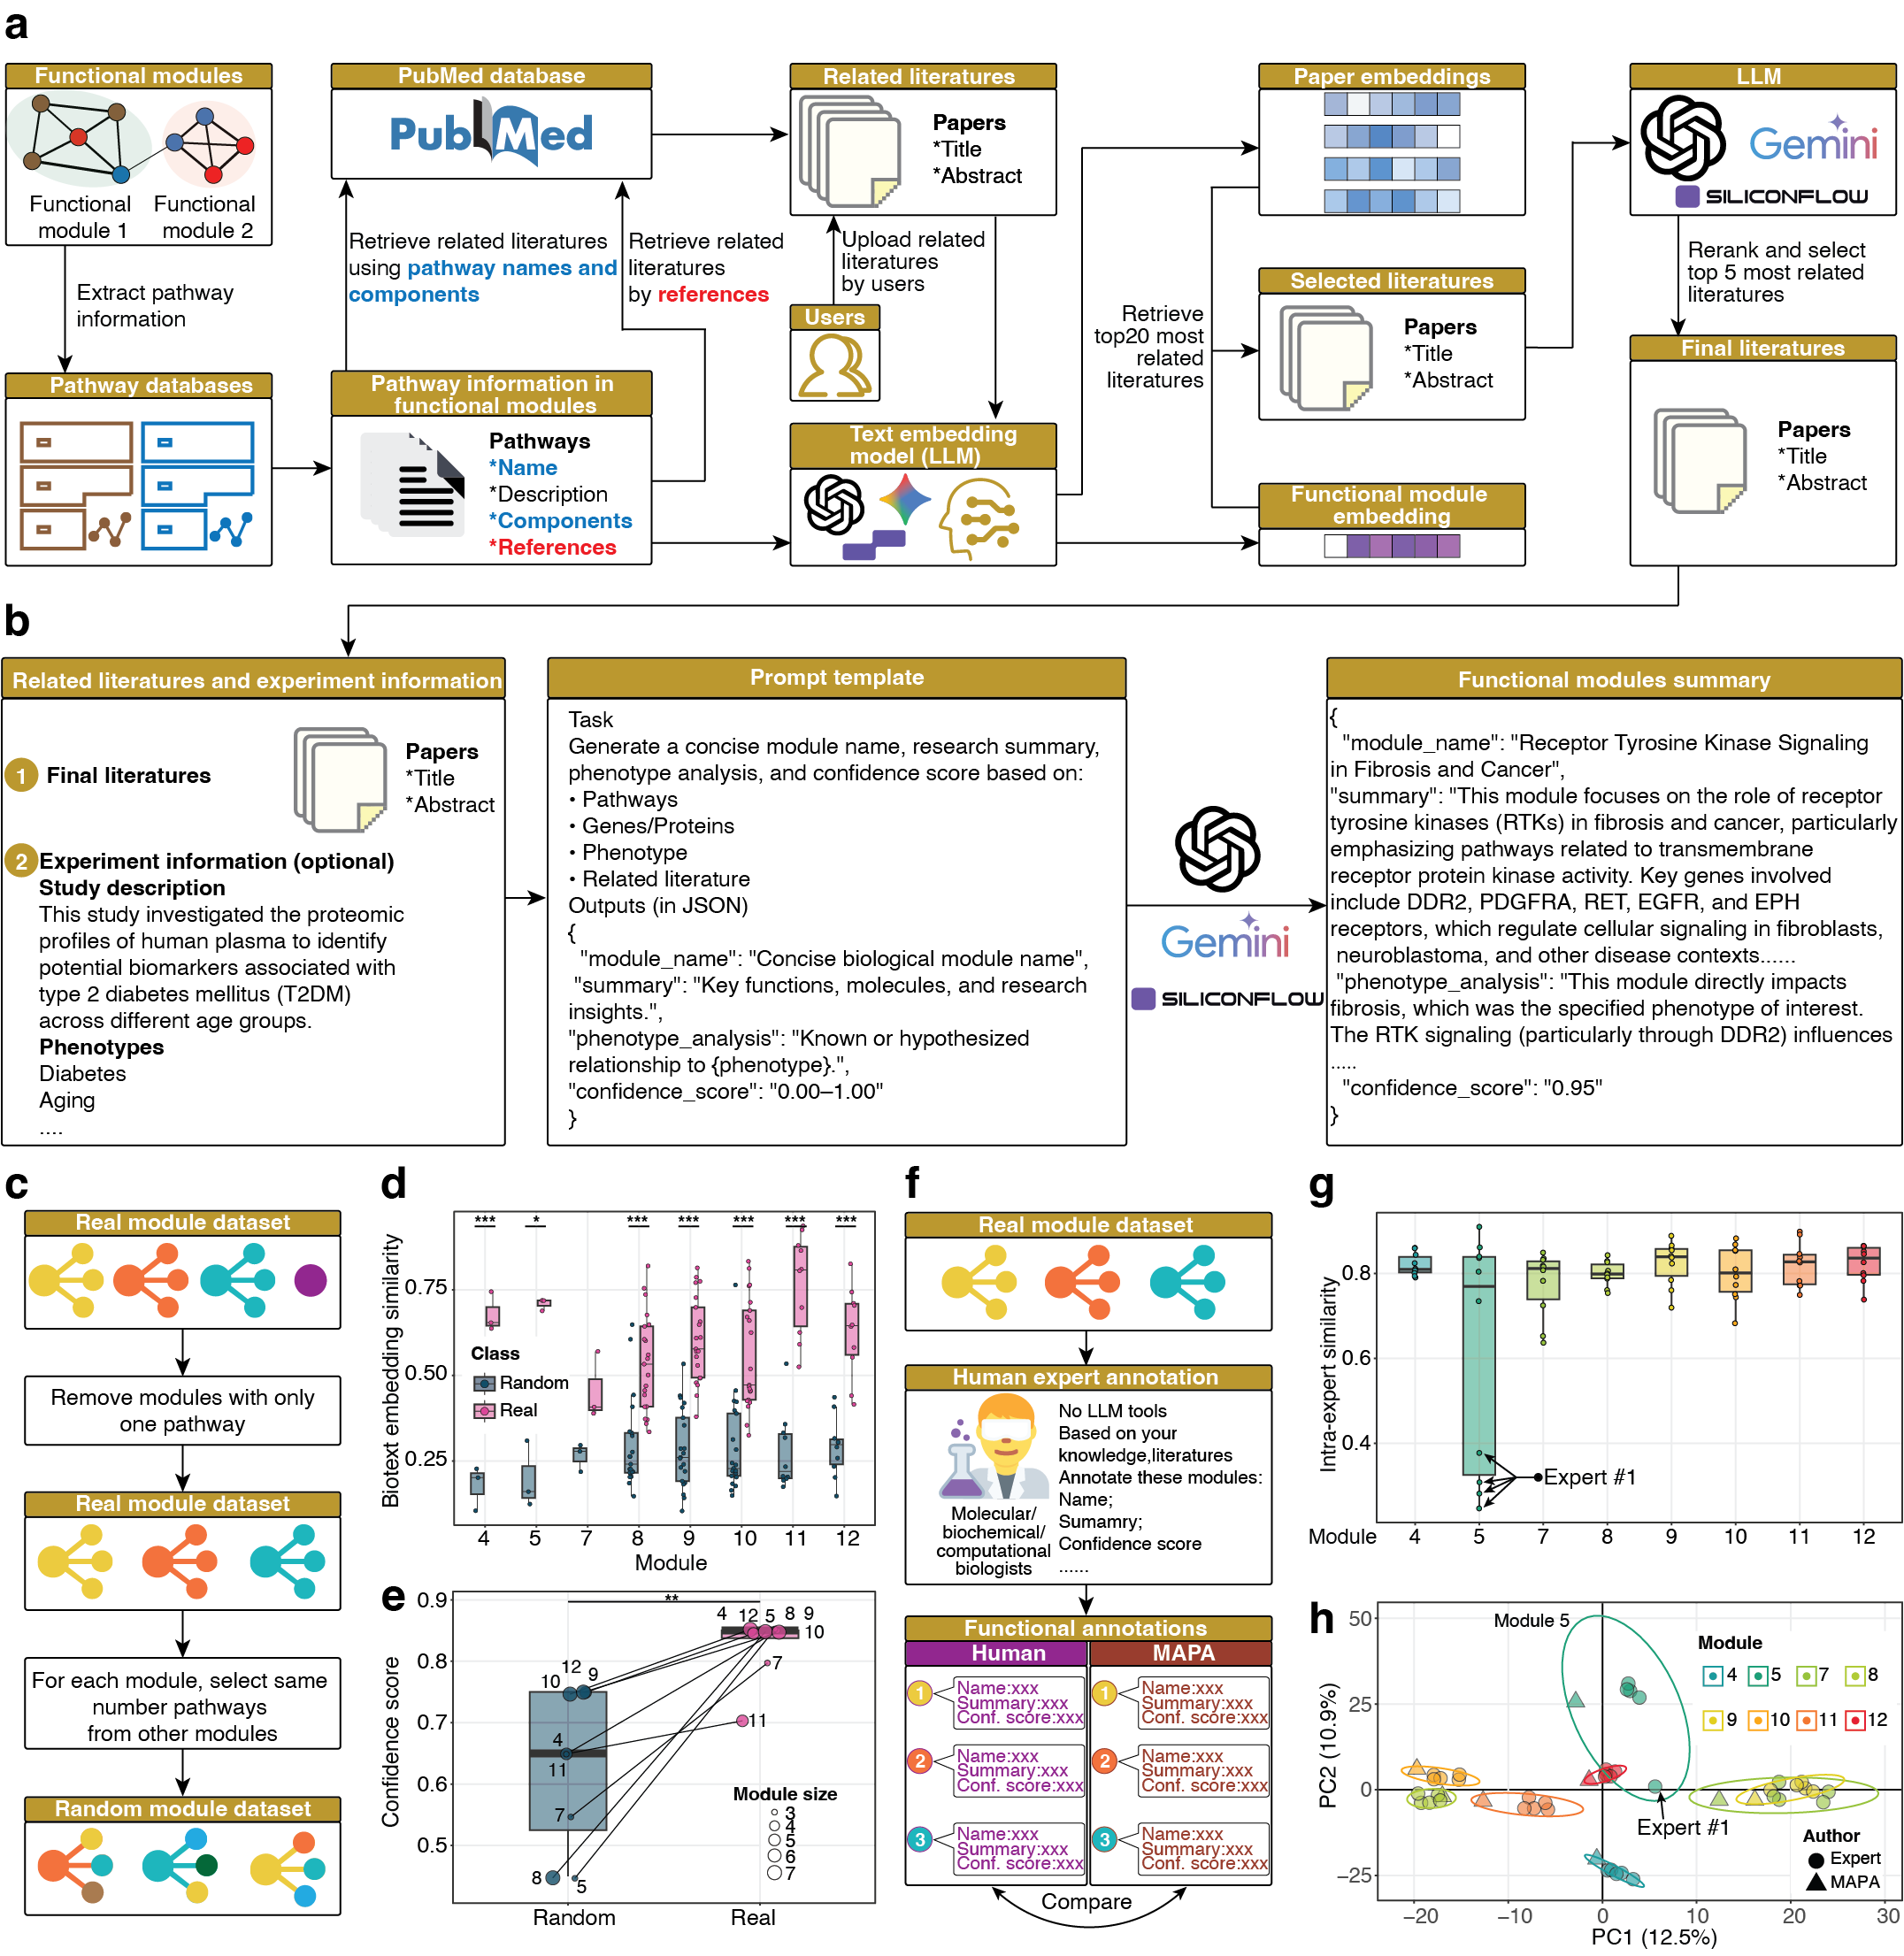 a
Functional modules
Functional
module 1
Functional
module 2
Extract pathway
information
Pathway databases
PubMed database
PubMed
Retrieve related literatures
using pathway names and
components
Retrieve related
literatures
by references
Pathway information in
functional modules
Pathways
*Name
*Description
*Components
*References
Related literatures
Papers
*Title
*Abstract
Upload related
literatures
by users
Users
Text embedding
model (LLM)
Paper embeddings
Retrieve
top20 most
related
literatures
Selected literatures
Papers
*Title
*Abstract
Functional module
embedding
LLM
Gemini
SILICONFLOW
Rerank and select
top 5 most related
literatures
Final literatures
Papers
*Title
*Abstract
b
Related literatures and experiment information
1 Final literatures
Papers
*Title
*Abstract
2 Experiment information (optional)
Study description
This study investigated the proteomic
profiles of human plasma to identify
potential biomarkers associated with
type 2 diabetes mellitus (T2DM)
across different age groups.
Phenotypes
Diabetes
Aging
....
Prompt template
Task
Generate a concise module name, research summary,
phenotype analysis, and confidence score based on:
• Pathways
• Genes/Proteins
• Phenotype
• Related literature
Outputs (in JSON)
{
"module_name": "Concise biological module name",
"summary": "Key functions, molecules, and research
insights.",
"phenotype_analysis": "Known or hypothesized
relationship to {phenotype}.",
"confidence_score": "0.00–1.00"
}
Gemini
SILICONFLOW
Functional modules summary
{
"module_name": "Receptor Tyrosine Kinase Signaling
in Fibrosis and Cancer",
"summary": "This module focuses on the role of receptor
tyrosine kinases (RTKs) in fibrosis and cancer, particularly
emphasizing pathways related to transmembrane
receptor protein kinase activity. Key genes involved
include DDR2, PDGFRA, RET, EGFR, and EPH
receptors, which regulate cellular signaling in fibroblasts,
neuroblastoma, and other disease contexts......
"phenotype_analysis": "This module directly impacts
fibrosis, which was the specified phenotype of interest.
The RTK signaling (particularly through DDR2) influences
.....
"confidence_score": "0.95"
}
c
Real module dataset
Remove modules with only
one pathway
Real module dataset
For each module, select same
number pathways
from other modules
Random module dataset
d
*** * *** *** *** *** ***
Biotext embedding similarity
0.75
0.50
0.25
Class
Random
Real
4 5 7 8 9 10 11 12
Module
e
Confidence score
0.9
0.8
0.7
0.6
0.5
**
4 12 5 8 9
10
7
11
12
10 9
4
11
7
8
5
Module size
3
4
5
6
7
Random Real
f
Real module dataset
Human expert annotation
No LLM tools
Based on your
knowledge,literatures
Annotate these modules:
Name;
Sumamry;
Confidence score
......
Molecular/
biochemical/
computational
biologists
Functional annotations
Human MAPA
1
Name:xxx
Summary:xxx
Conf. score:xxx
1
Name:xxx
Summary:xxx
Conf. score:xxx
2
Name:xxx
Summary:xxx
Conf. score:xxx
2
Name:xxx
Summary:xxx
Conf. score:xxx
3
Name:xxx
Summary:xxx
Conf. score:xxx
3
Name:xxx
Summary:xxx
Conf. score:xxx
Compare
g
Intra-expert similarity
0.8
0.6
0.4
Expert #1
Module 4 5 7 8 9 10 11 12
h
PC2 (10.9%)
50
25
0
−25
Module 5
Module
4 5 7 8
9 10 11 12
Expert #1
Author
Expert
MAPA
−20 −10 0 10 20 30
PC1 (12.5%)